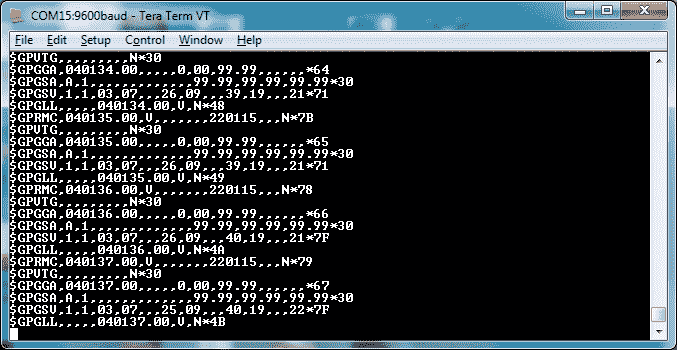 COM15:9600baud - Tera Term VT
File Edit Setup Control Window Help
$GPVTG,,,,,,,,,N*30
$GPGGA,040134.00,,,,,0,00,99.99,,,,,,*64
$GPGSA,A,1,,,,,,,,,,,,,99.99,99.99,99.99*30
$GPGSV,1,1,03,07,,,26,09,,,39,19,,,21*71
$GPGLL,,,,,040134.00,V,N*48
$GPRMC,040135.00,V,,,,,,,220115,,,N*7B
$GPVTG,,,,,,,,,N*30
$GPGGA,040135.00,,,,,0,00,99.99,,,,,,*65
$GPGSA,A,1,,,,,,,,,,,,,99.99,99.99,99.99*30
$GPGSV,1,1,03,07,,,26,09,,,39,19,,,21*71
$GPGLL,,,,,040135.00,V,N*49
$GPRMC,040136.00,V,,,,,,,220115,,,N*78
$GPVTG,,,,,,,,,N*30
$GPGGA,040136.00,,,,,0,00,99.99,,,,,,*66
$GPGSA,A,1,,,,,,,,,,,,,99.99,99.99,99.99*30
$GPGSV,1,1,03,07,,,26,09,,,40,19,,,21*7F
$GPGLL,,,,,040136.00,V,N*4A
$GPRMC,040137.00,V,,,,,,,220115,,,N*79
$GPVTG,,,,,,,,,N*30
$GPGGA,040137.00,,,,,0,00,99.99,,,,,,*67
$GPGSA,A,1,,,,,,,,,,,,,99.99,99.99,99.99*30
$GPGSV,1,1,03,07,,,25,09,,,40,19,,,22*7F
$GPGLL,,,,,040137.00,V,N*4B